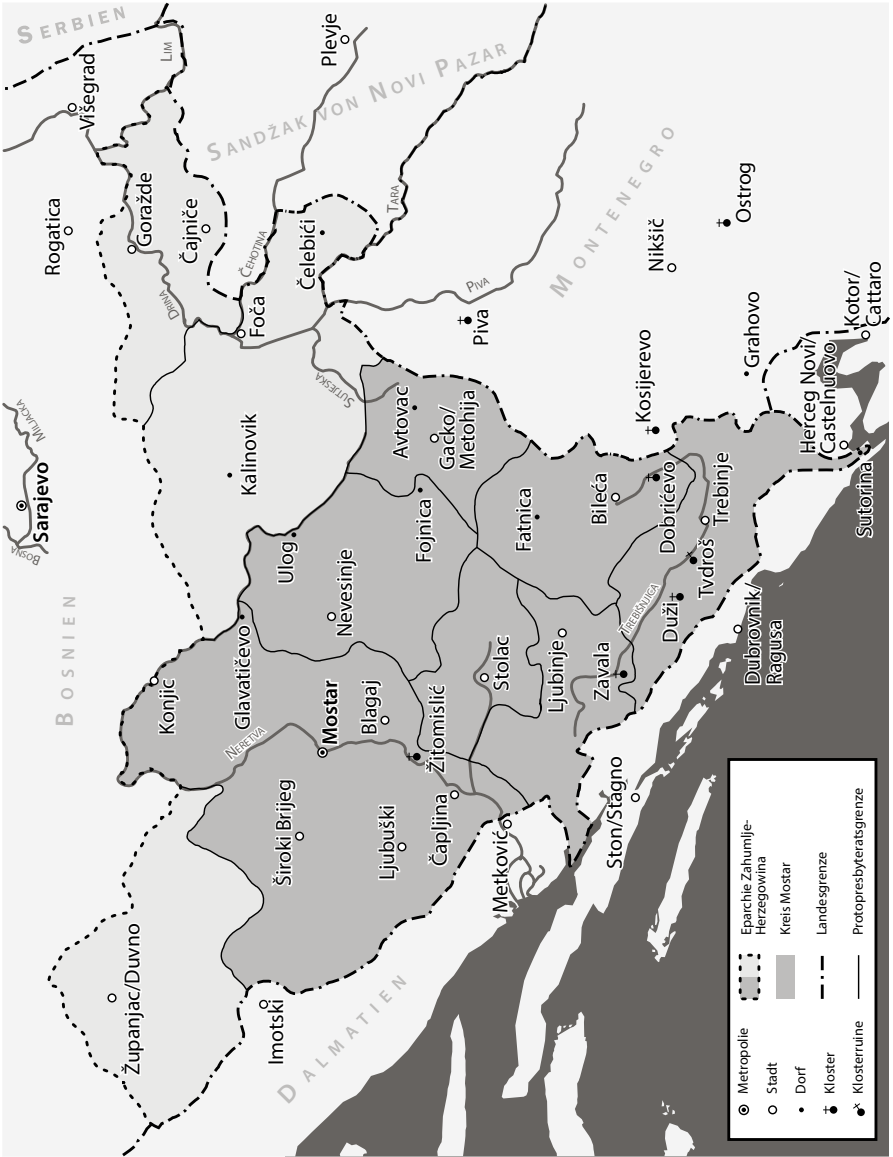 SERBIEN
LIM
Višegrad
Plevje
SANDŽAK VON NOVI PAZAR
Rogatica
Goražde
Čajniče
ČEHOTINA
Čelebići
TARA
DRINA
Foča
PIVA
MONTENEGRO
Nikšič
Ostrog
Piva
SUTJESKA
Kosijerevo
Grahovo
Kotor/
Cattaro
Herceg Novi/
Castelnuovo
Sutorina
MILJACKA
Sarajevo
BOSNA
Kalinovik
Avtovac
Gacko/
Metohija
Ulog
Fojnica
Fatnica
Bileća
Dobrićevo
Trebinje
BOSNIEN
Nevesinje
Tvdroš
Duži
TREBIŠNJICA
Dubrovnik/
Ragusa
Konjic
Glavatičevo
Mostar
Blagaj
Žitomislić
Stolac
Ljubinje
Zavala
NERETVA
Široki Brijeg
Ljubuški
Čapljina
Metković
Ston/Stagno
Županjac/Duvno
Imotski
DALMATIEN
Metropolie
Stadt
Dorf
Kloster
Klosterruine
Eparchie Zahumlje-
Herzegowina
Kreis Mostar
Landesgrenze
Protopresbyteratsgrenze